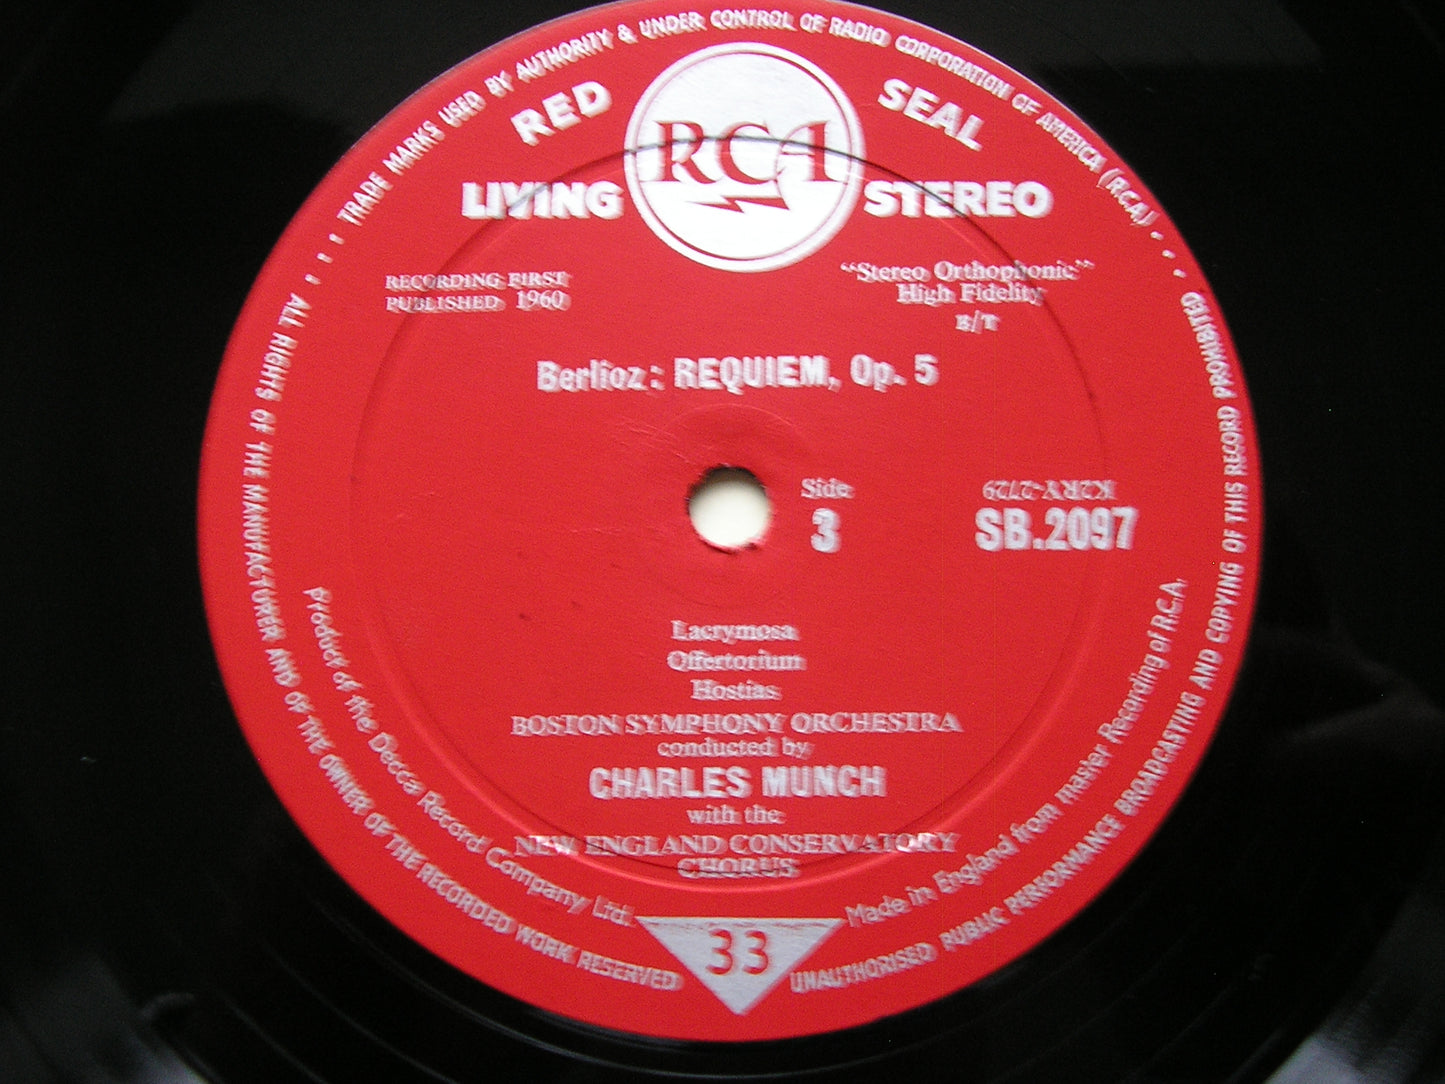 TRADE MARKS USED BY AUTHORITY & UNDER CONTROL OF RADIO CORPORATION OF AMERICA (RCA)
RED SEAL
RCA
LIVING STEREO
RECORDING FIRST
PUBLISHED 1960
"Stereo Orthophonic"
High Fidelity
E/T
Berlioz: REQUIEM, Op. 5
Side
3
K2RY-2729
SB.2097
Lacrymosa
Offertorium
Hostias
BOSTON SYMPHONY ORCHESTRA
conducted by
CHARLES MUNCH
with the
NEW ENGLAND CONSERVATORY
CHORUS
33
Product of the Decca Record Company Ltd.
Made in England from master Recording of R.C.A.
ALL RIGHTS OF THE MANUFACTURER AND OF THE OWNER OF THE RECORDED WORK RESERVED
UNAUTHORISED PUBLIC PERFORMANCE BROADCASTING AND COPYING OF THIS RECORD PROHIBITED